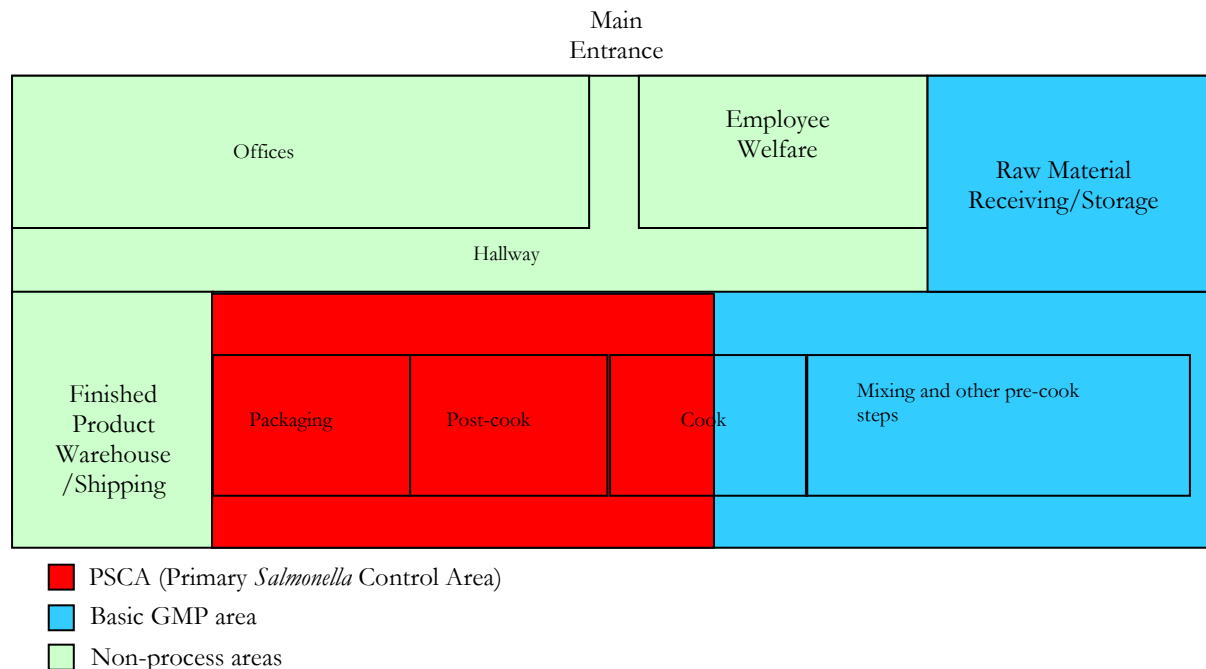 Main
Entrance
Offices
Employee
Welfare
Raw Material
Receiving/Storage
Hallway
Finished
Product
Warehouse
/Shipping
Packaging
Post-cook
Cook
Mixing and other pre-cook
steps
PSCA (Primary Salmonella Control Area)
Basic GMP area
Non-process areas